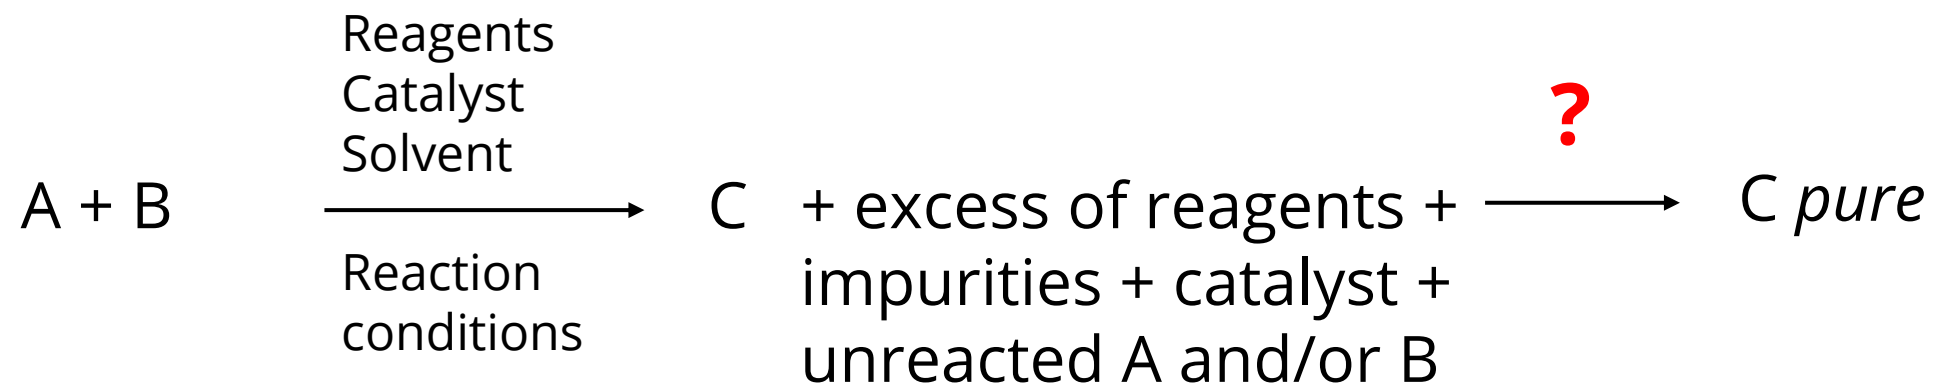 Reagents
Catalyst
Solvent
A + B
Reaction
conditions
C + excess of reagents +
impurities + catalyst +
unreacted A and/or B
?
C pure